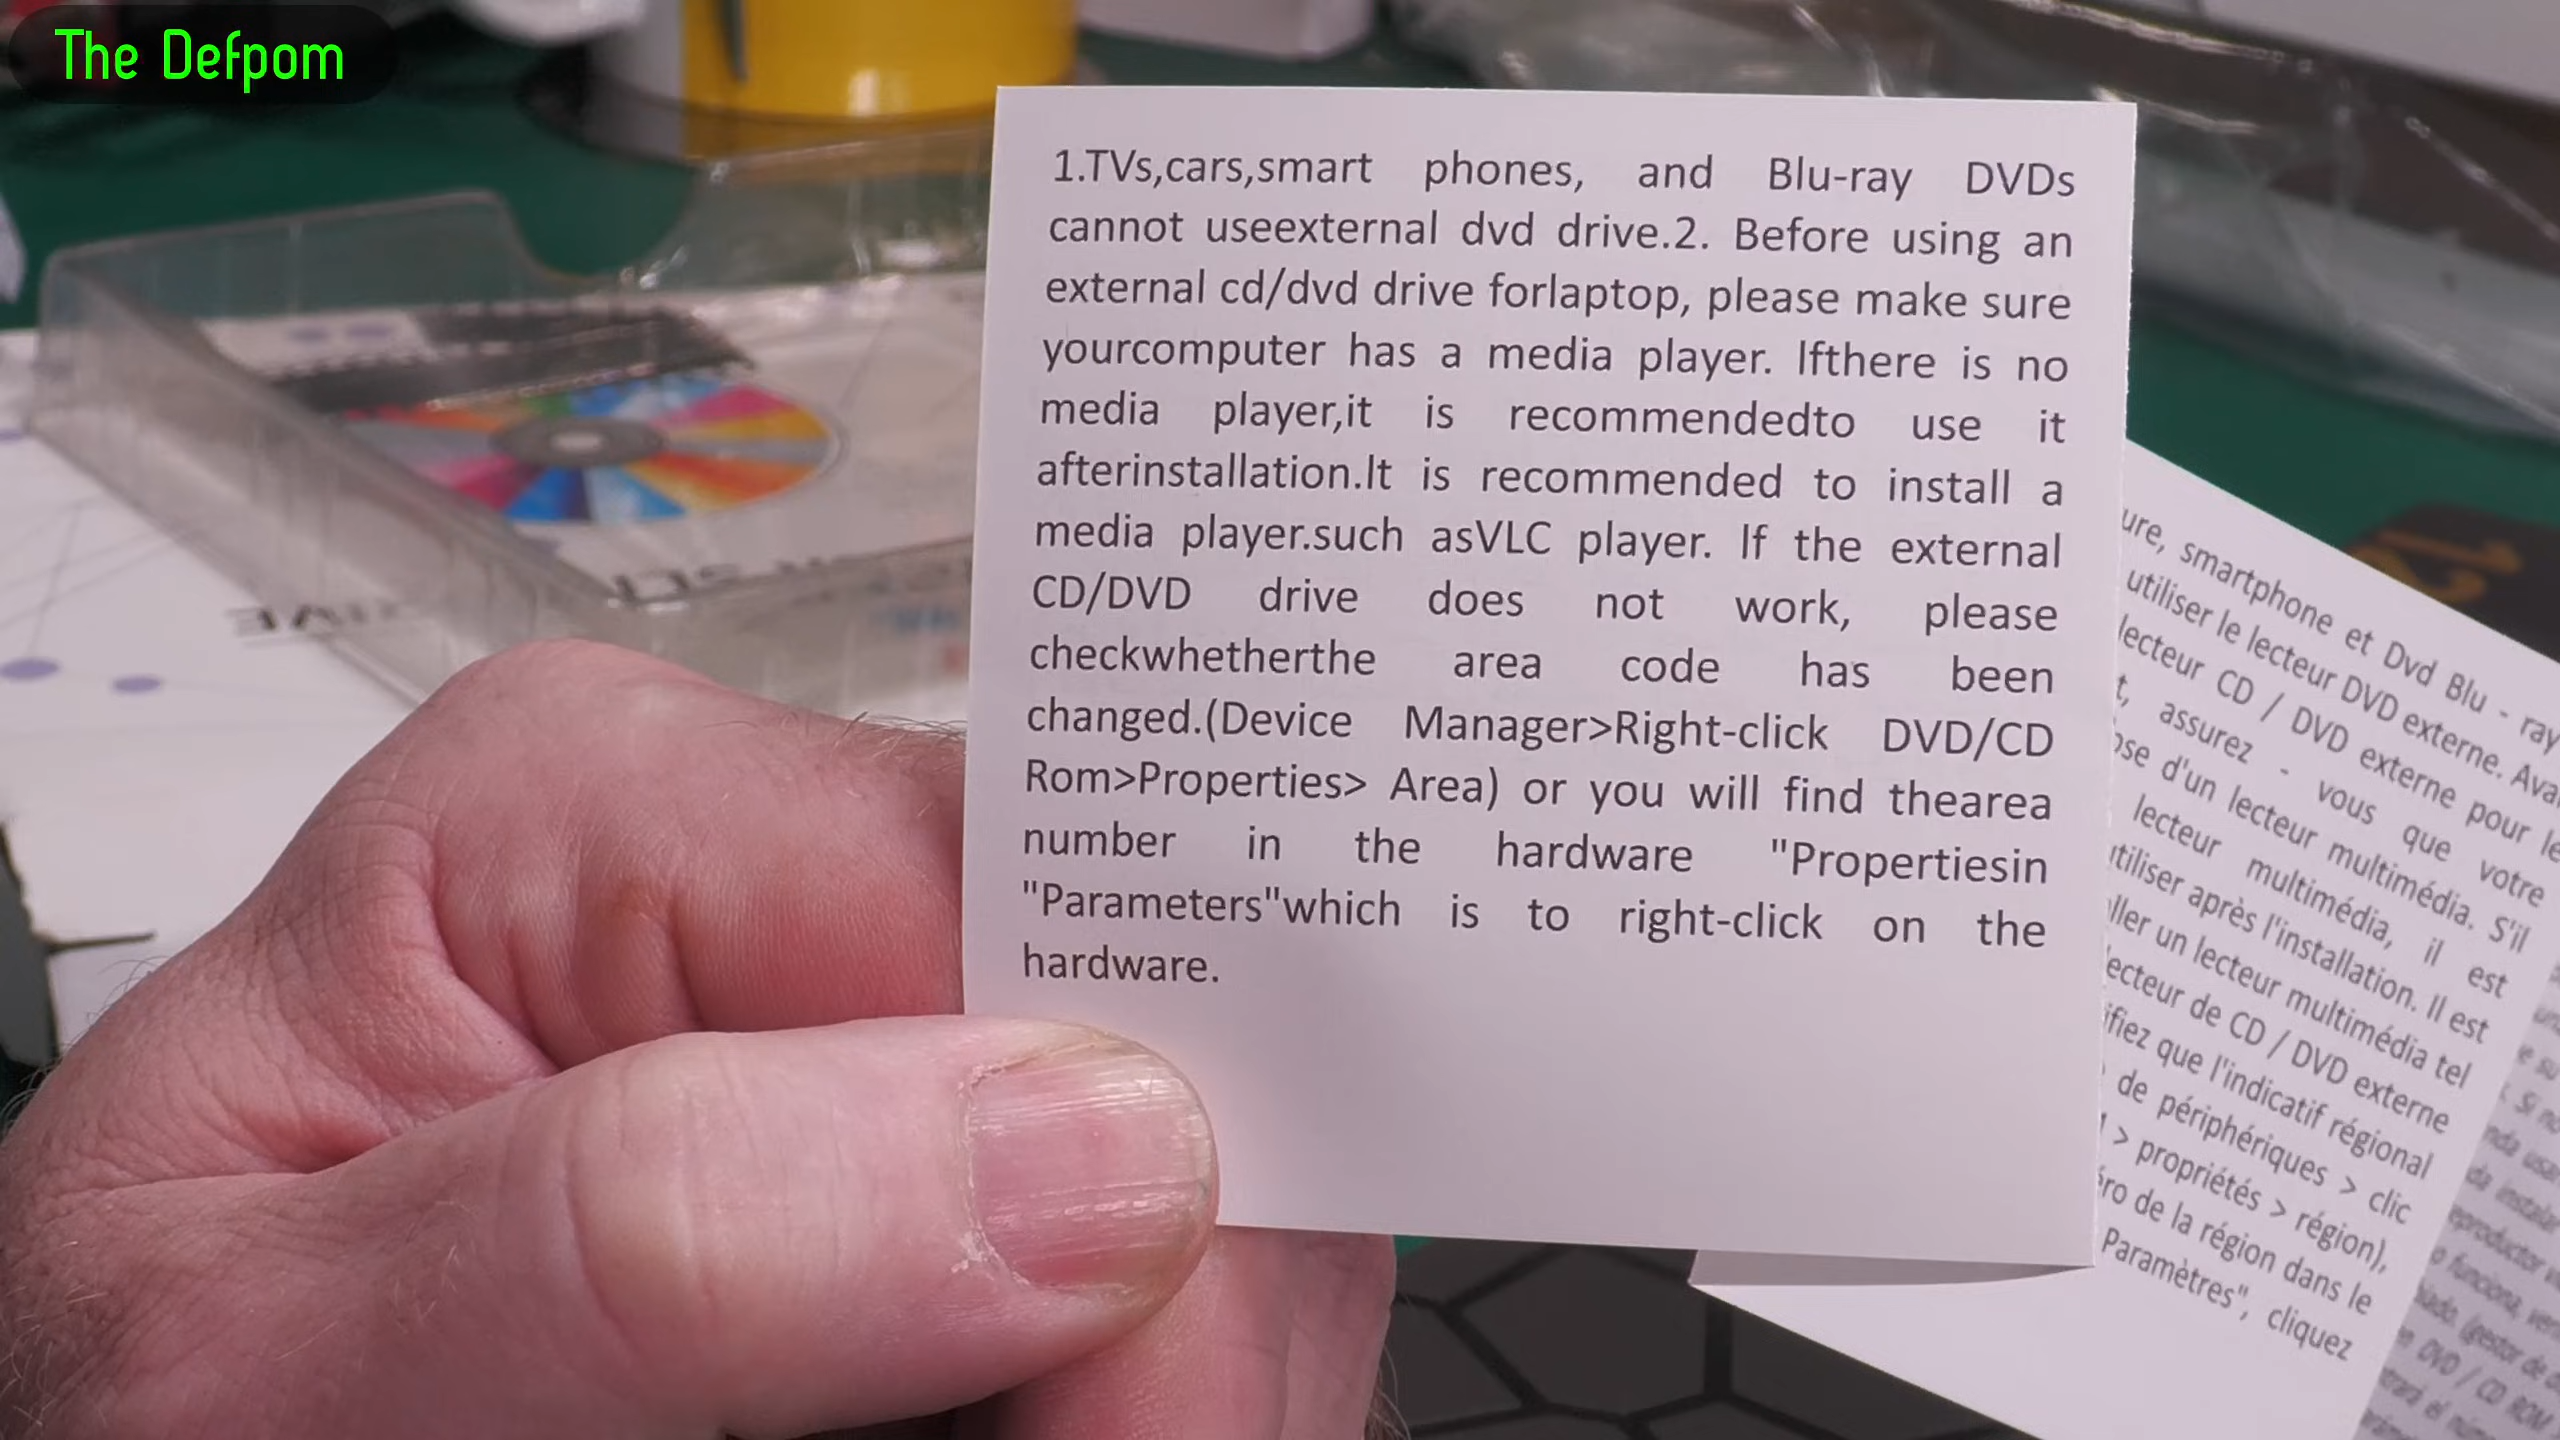 The Defpom
1.TVs,cars,smart phones, and Blu-ray DVDs
cannot useexternal dvd drive.2. Before using an
external cd/dvd drive forlaptop, please make sure
yourcomputer has a media player. Ifthere is no
media player,it is recommendedto use it
afterinstallation.It is recommended to install a
media player.such asVLC player. If the external
CD/DVD drive does not work, please
checkwhetherthe area code has been
changed.(Device Manager>Right-click DVD/CD
Rom>Properties> Area) or you will find thearea
number in the hardware "Propertiesin
"Parameters"which is to right-click on the
hardware.
smartphone et Dvd Blu - ray
utiliser le lecteur DVD externe.
lecteur CD / DVD externe pour
assurez - vous que votre
d'un lecteur multimédia. S'il
lecteur multimédia, il est
utiliser après l'installation. Il est
un lecteur multimédia tel
lecteur de CD / DVD externe
que l'indicatif régional
de périphériques > clic
> propriétés > région),
de la région dans le
Paramètres", cliquez